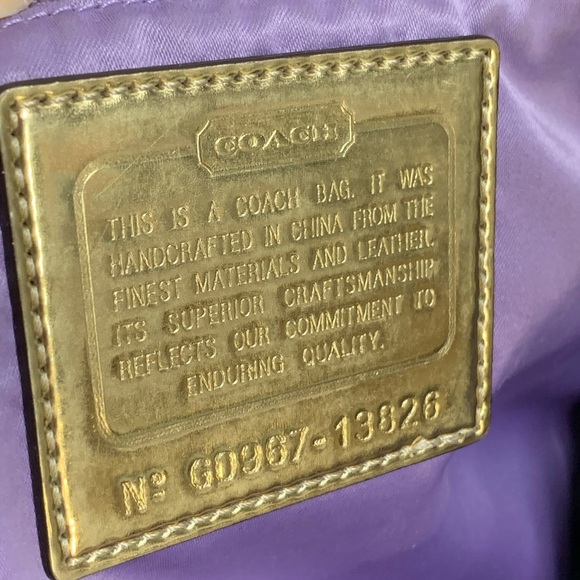 COACH
THIS IS A COACH BAG. IT WAS
HANDCRAFTED IN CHINA FROM THE
FINEST MATERIALS AND LEATHER.
ITS SUPERIOR CRAFTSMANSHIP
REFLECTS OUR COMMITMENT TO
ENDURING QUALITY.
Nº G0967-13826